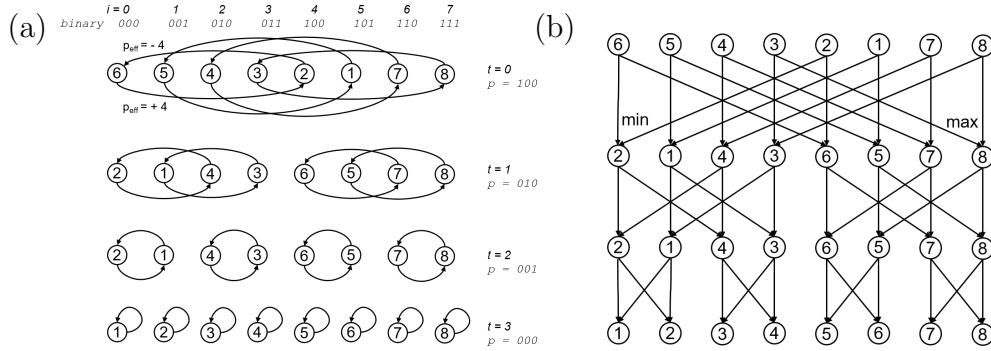 (a)
i = 0 1 2 3 4 5 6 7
binary 000 001 010 011 100 101 110 111
p_eff = - 4
6 5 4 3 2 1 7 8
t = 0
p = 100
p_eff = + 4
2 1 4 3 6 5 7 8
t = 1
p = 010
2 1 4 3 6 5 7 8
t = 2
p = 001
1 2 3 4 5 6 7 8
t = 3
p = 000
(b)
6 5 4 3 2 1 7 8
min max
2 1 4 3 6 5 7 8
2 1 4 3 6 5 7 8
1 2 3 4 5 6 7 8